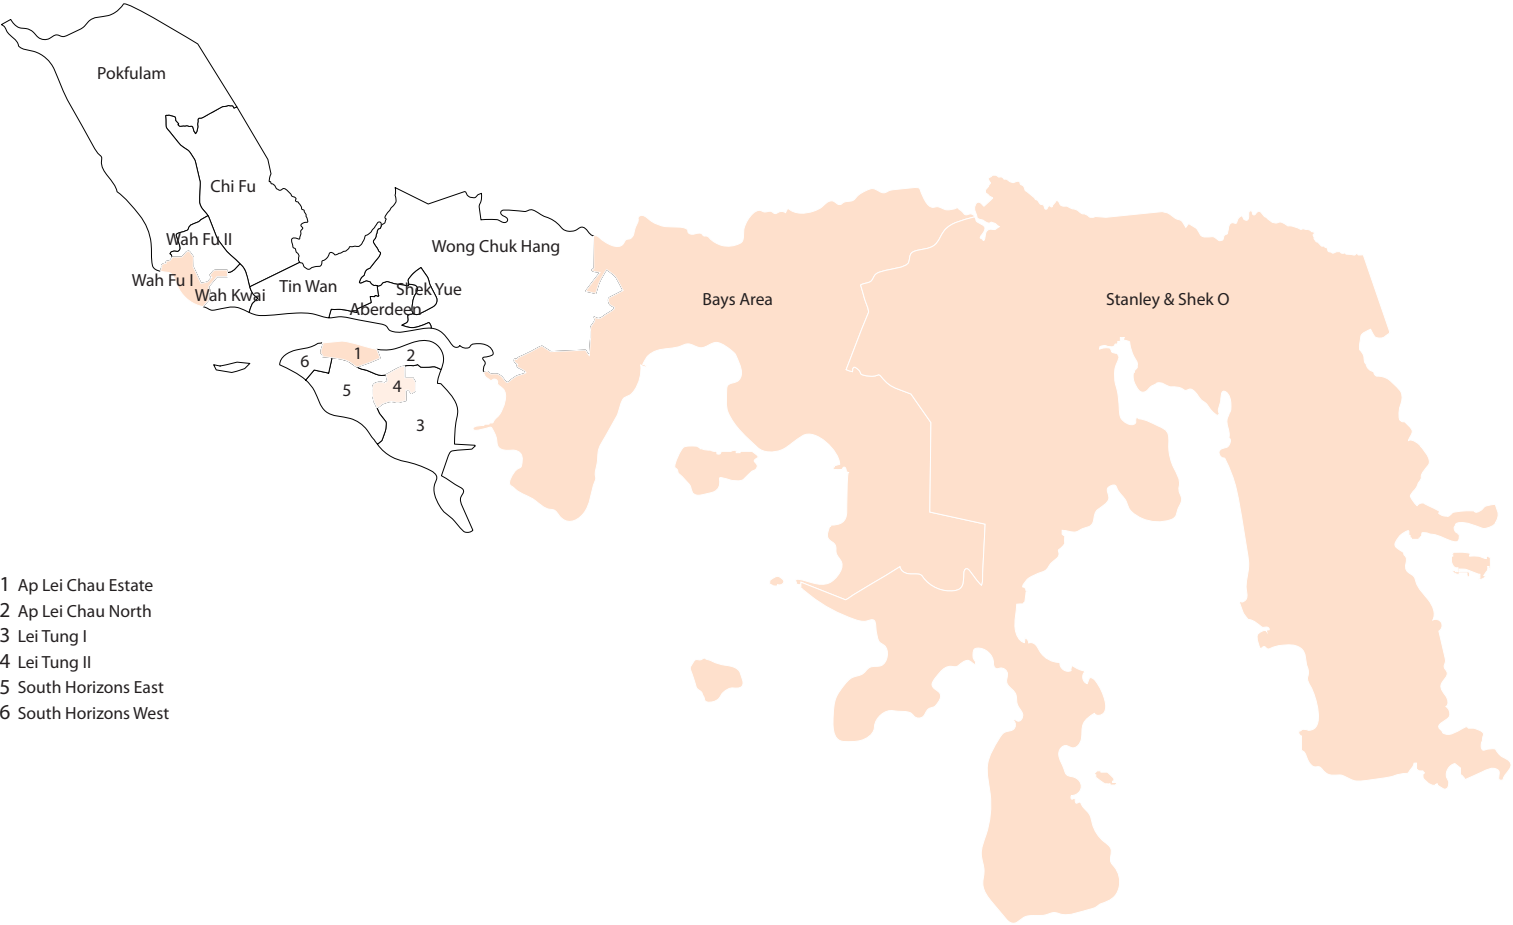 Pokfulam
Chi Fu
Wah Fu II
Wong Chuk Hang
Wah Fu I
Wah Kwai
Tin Wan
Shek Yue
Aberdeen
Bays Area
Stanley & Shek O
1
2
6
5
4
3
1 Ap Lei Chau Estate
2 Ap Lei Chau North
3 Lei Tung I
4 Lei Tung II
5 South Horizons East
6 South Horizons West